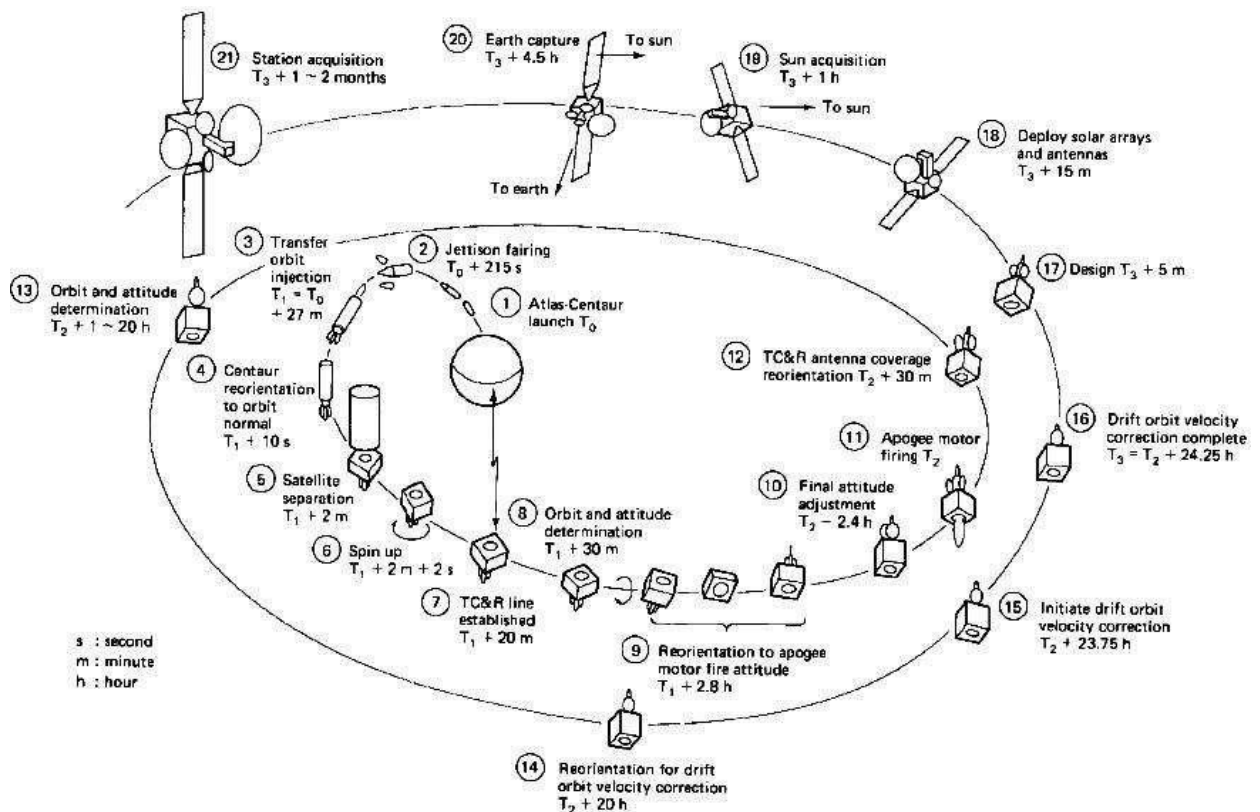 1
Atlas-Centaur
launch T0
2
Jettison fairing
T0 + 215 s
3
Transfer
orbit
injection
T1 = T0
+ 27 m
4
Centaur
reorientation
to orbit
normal
T1 + 10 s
5
Satellite
separation
T1 + 2 m
6
Spin up
T1 + 2 m + 2 s
7
TC&R line
established
T1 + 20 m
8
Orbit and attitude
determination
T1 + 30 m
9
Reorientation to apogee
motor fire attitude
T1 + 2.8 h
10
Final attitude
adjustment
T2 − 2.4 h
11
Apogee motor
firing T2
12
TC&R antenna coverage
reorientation T2 + 30 m
13
Orbit and attitude
determination
T2 + 1 ~ 20 h
14
Reorientation for drift
orbit velocity correction
T2 + 20 h
15
Initiate drift orbit
velocity correction
T2 + 23.75 h
16
Drift orbit velocity
correction complete
T3 = T2 + 24.25 h
17
Design T3 + 5 m
18
Deploy solar arrays
and antennas
T3 + 15 m
19
Sun acquisition
T3 + 1 h
To sun
20
Earth capture
T3 + 4.5 h
To sun
To earth
21
Station acquisition
T3 + 1 ~ 2 months
s : second
m : minute
h : hour